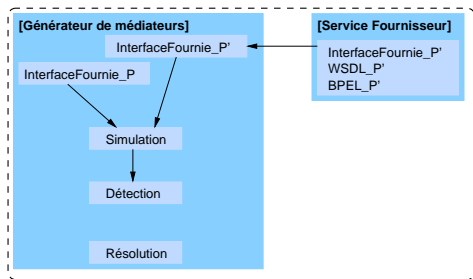 [Générateur de médiateurs]
InterfaceFournie_P'
InterfaceFournie_P
Simulation
Détection
Résolution
[Service Fournisseur]
InterfaceFournie_P'
WSDL_P'
BPEL_P'